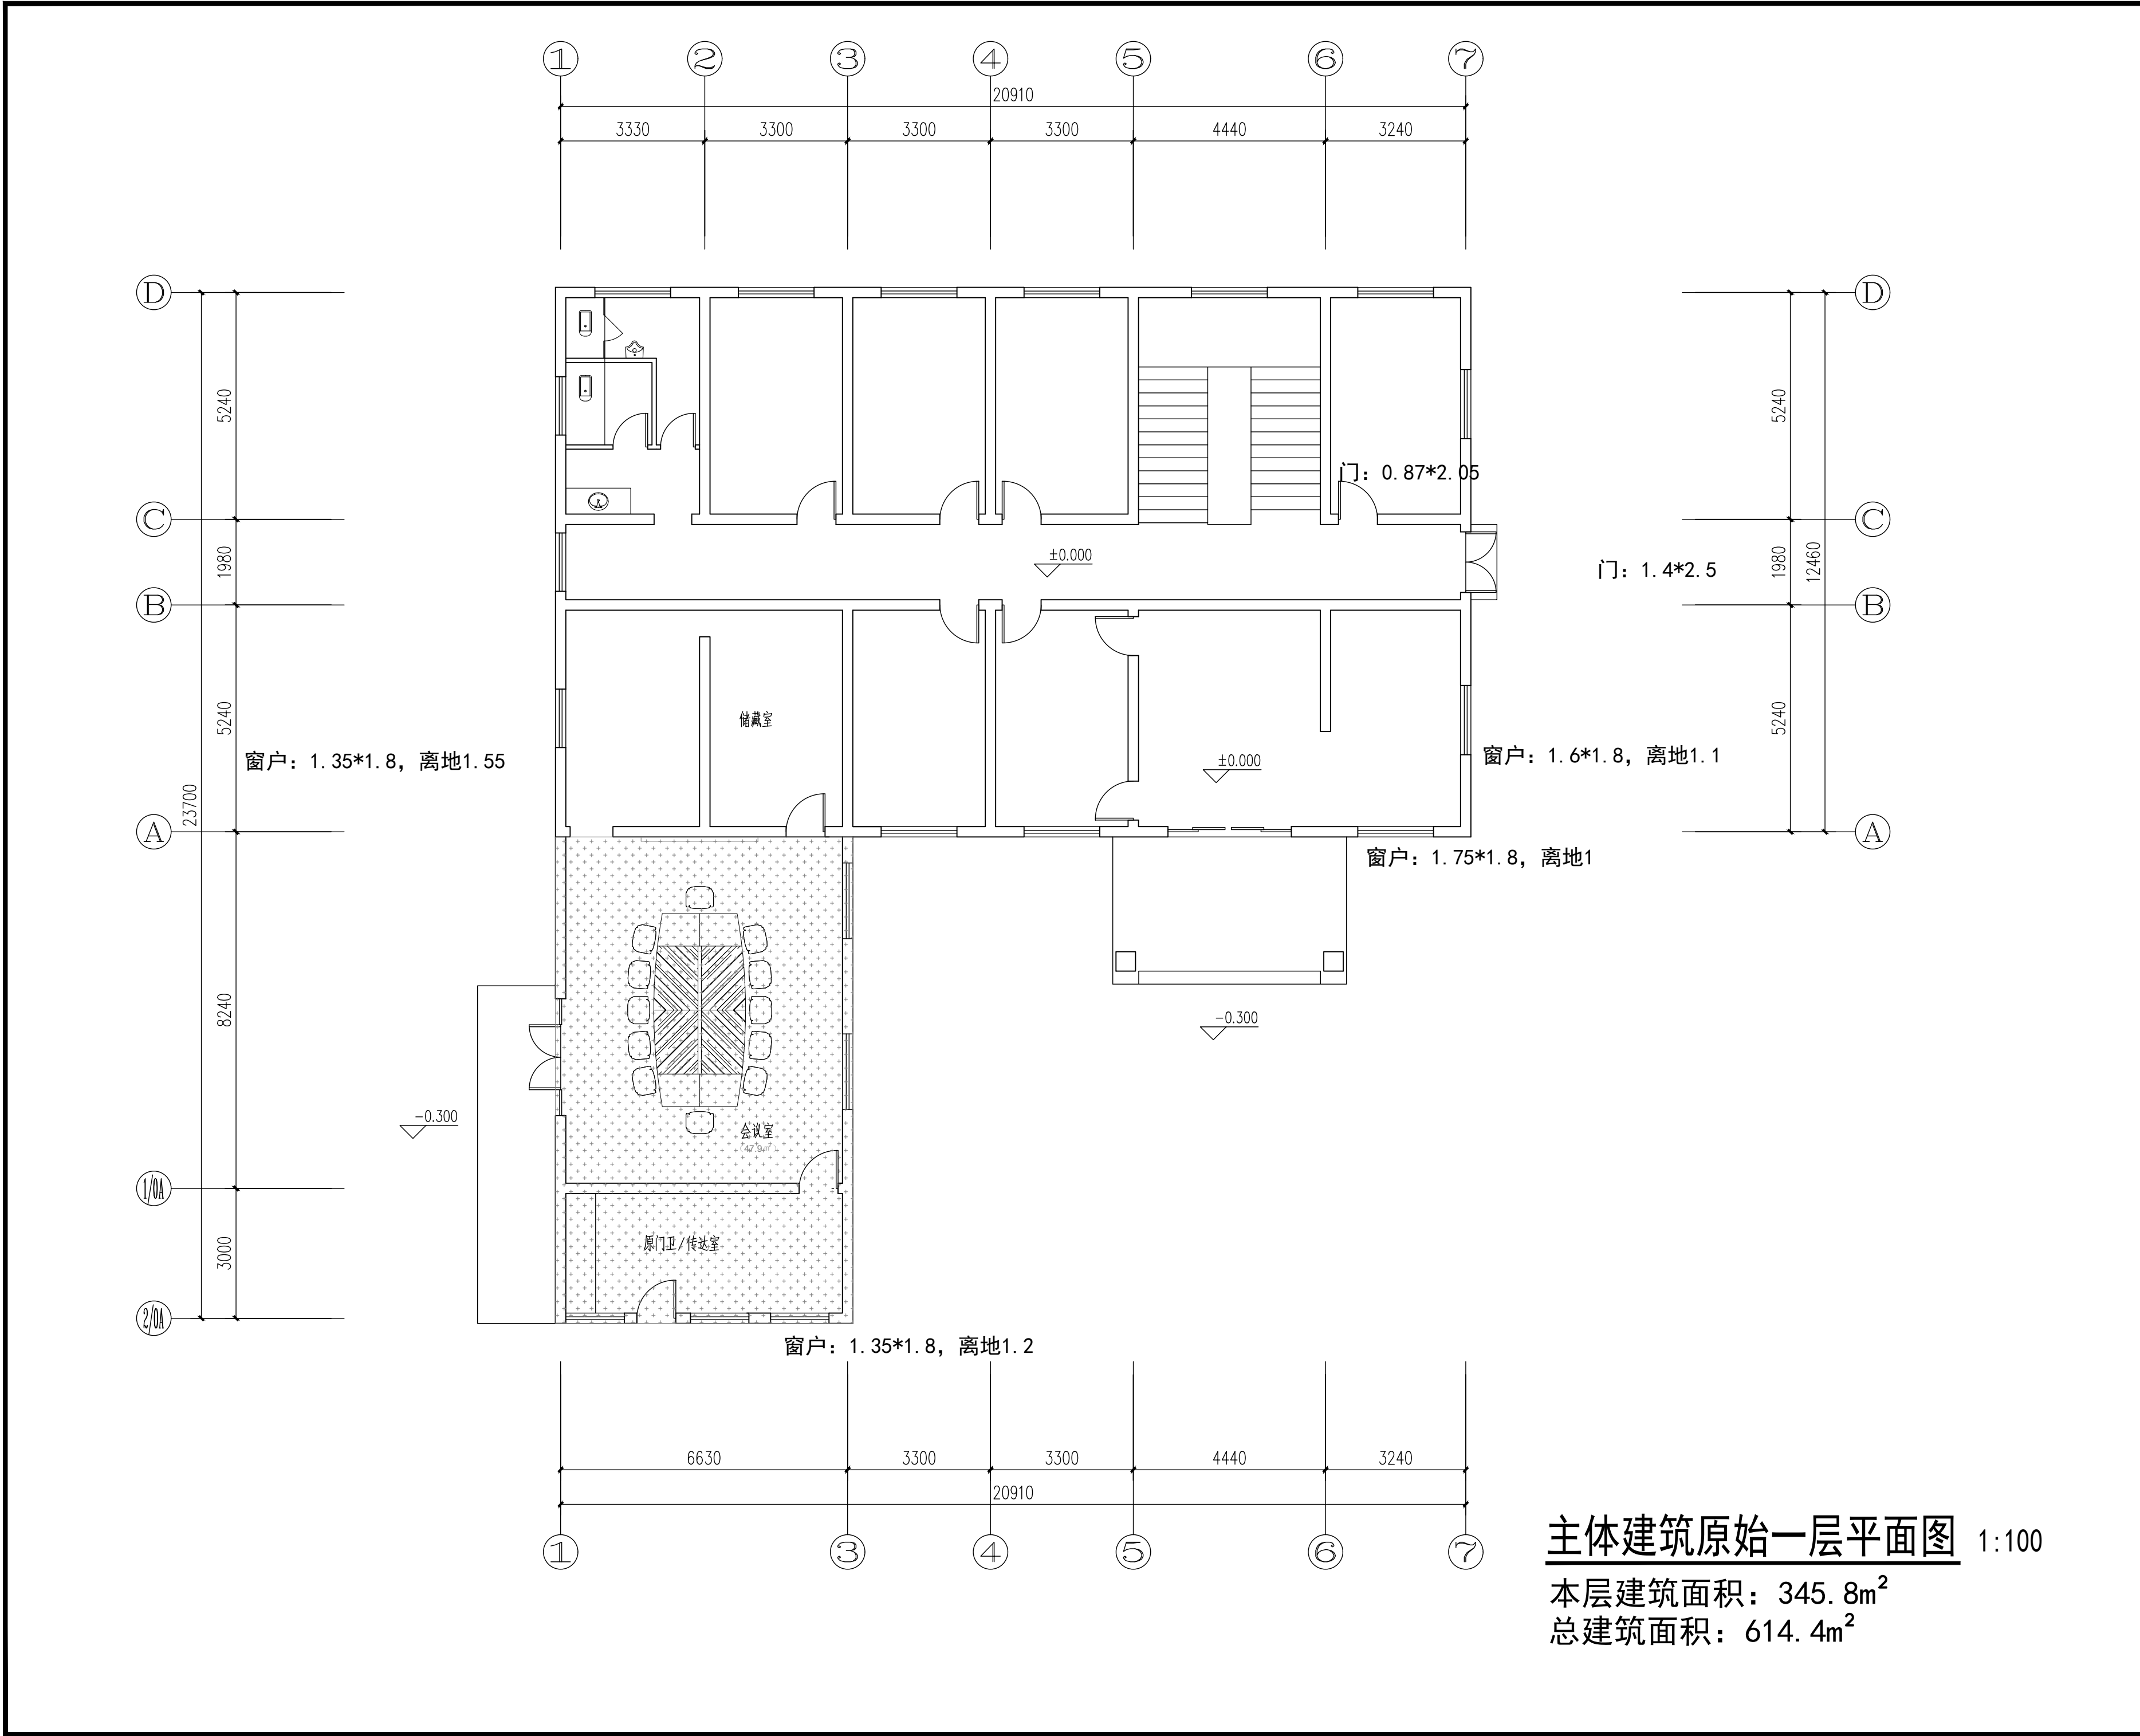 1 2 3 4 5 6 7
20910
3330 3300 3300 3300 4440 3240
D D
5240 5240
门: 0.87*2.05
C C
1980 ±0.000 门: 1.4*2.5 1980 12460
B B
5240 储藏室 5240
窗户: 1.35*1.8, 离地1.55 ±0.000 窗户: 1.6*1.8, 离地1.1
23700
A A
窗户: 1.75*1.8, 离地1
8240 -0.300
-0.300 会议室
1/0A
3000 原门卫/传达室
2/0A
窗户: 1.35*1.8, 离地1.2
6630 3300 3300 4440 3240
20910
1 3 4 5 6 7
主体建筑原始一层平面图 1:100
本层建筑面积: 345.8m²
总建筑面积: 614.4m²